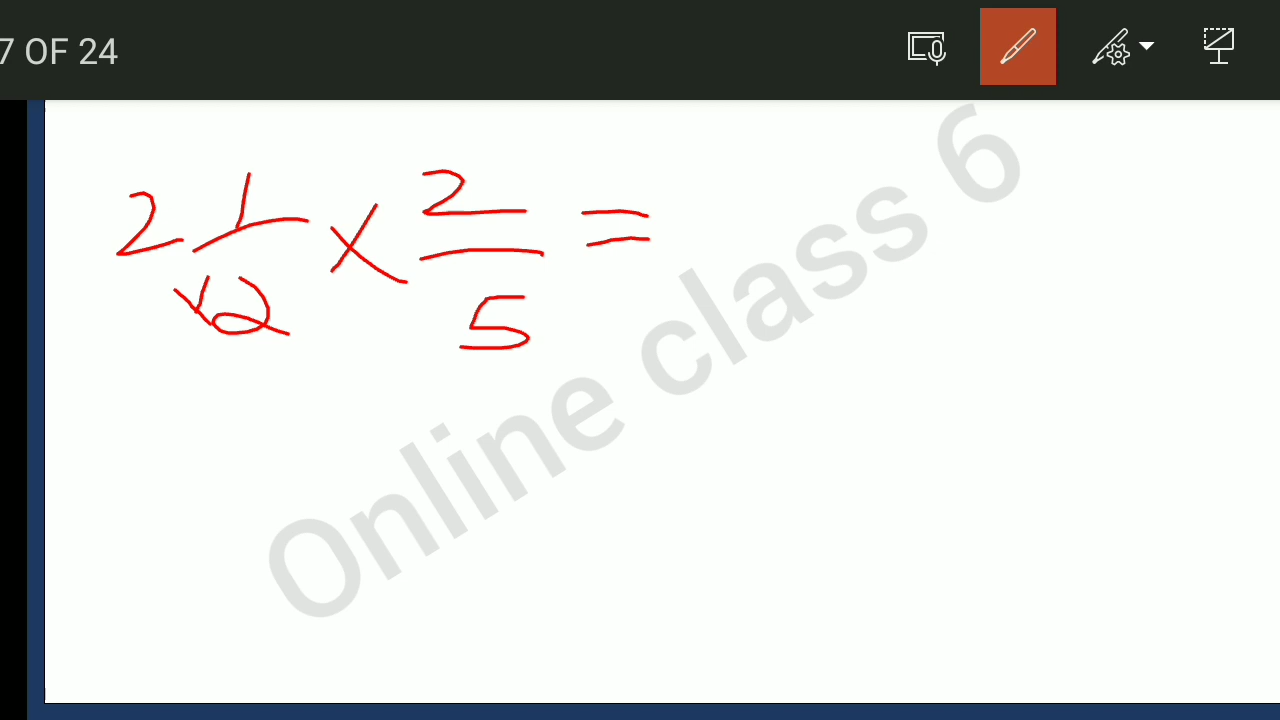 7 OF 24
2 1/2 × 2/5 =
Online class 6